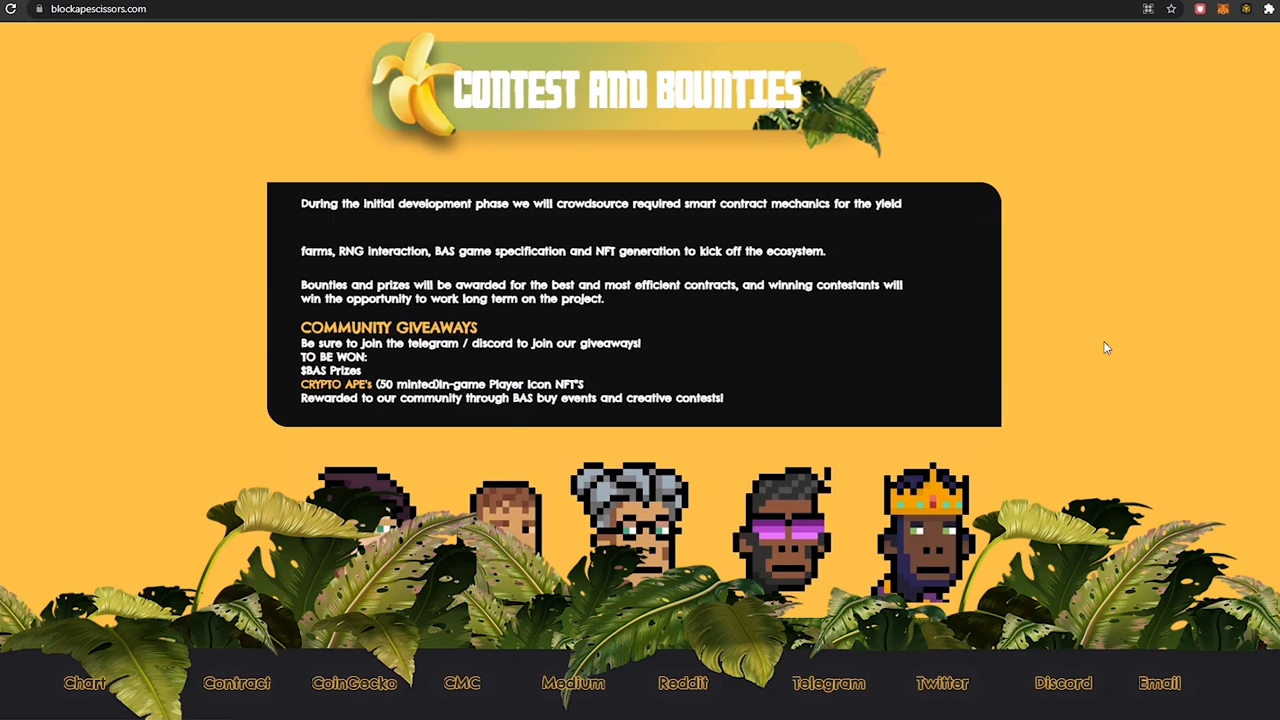 blockapescissors.com
CONTEST AND BOUNTIES
During the initial development phase we will crowdsource required smart contract mechanics for the yield
farms, RNG interaction, BAS game specification and NFT generation to kick off the ecosystem.
Bounties and prizes will be awarded for the best and most efficient contracts, and winning contestants will
win the opportunity to work long term on the project.
COMMUNITY GIVEAWAYS
Be sure to join the telegram / discord to join our giveaways!
TO BE WON:
$BAS Prizes
CRYPTO APE's (50 minted)In-game Player Icon NFT"S
Rewarded to our community through BAS buy events and creative contests!
Chart Contract CoinGecko CMC Medium Reddit Telegram Twitter Discord Email